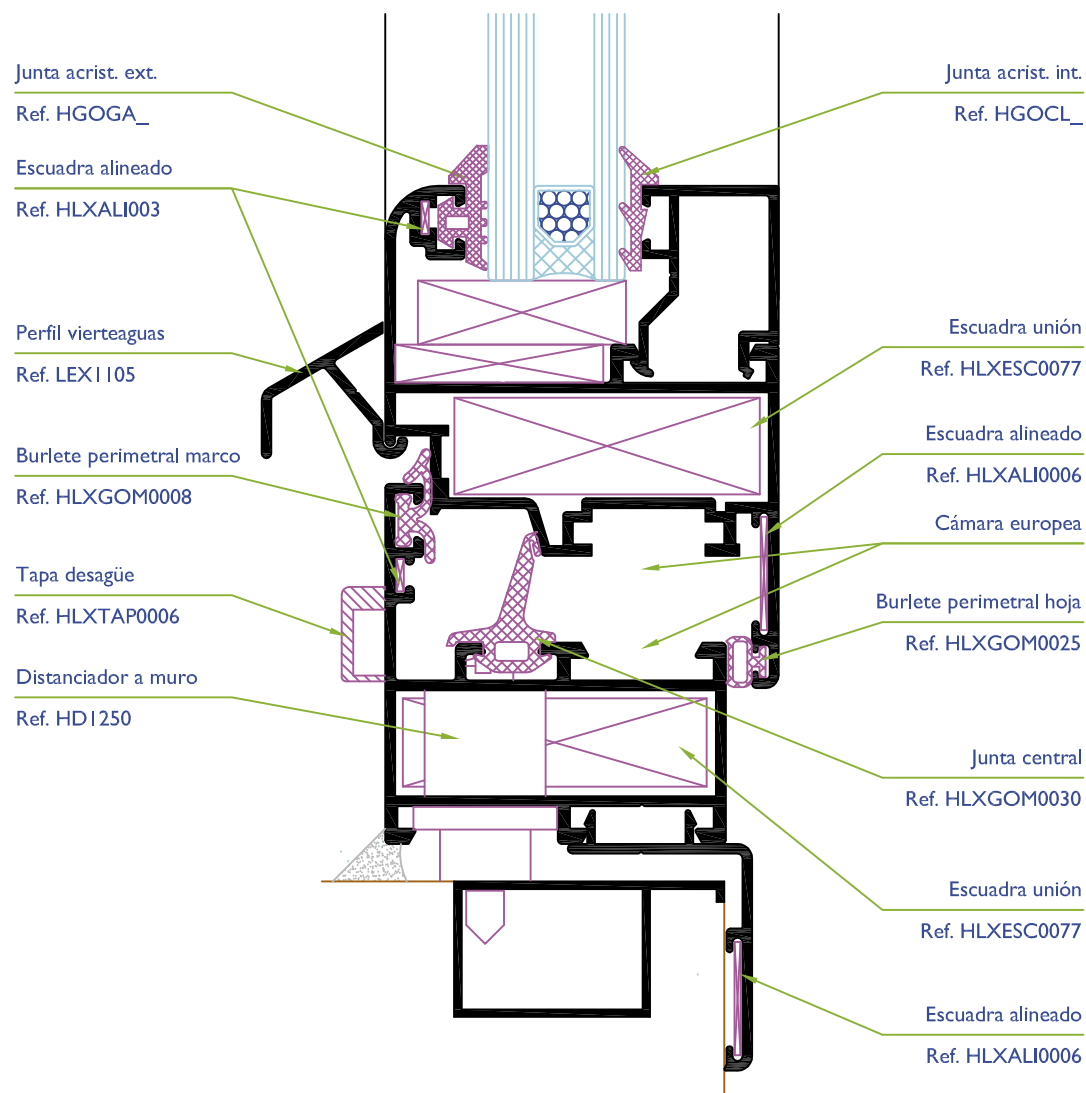 Junta acrist. ext.
Ref. HGOGA_
Escuadra alineado
Ref. HLXALI003
Perfil vierteaguas
Ref. LEX1105
Burlete perimetral marco
Ref. HLXGOM0008
Tapa desagüe
Ref. HLXTAP0006
Distanciador a muro
Ref. HD1250
Junta acrist. int.
Ref. HGOCL_
Escuadra unión
Ref. HLXESC0077
Escuadra alineado
Ref. HLXALI0006
Cámara europea
Burlete perimetral hoja
Ref. HLXGOM0025
Junta central
Ref. HLXGOM0030
Escuadra unión
Ref. HLXESC0077
Escuadra alineado
Ref. HLXALI0006